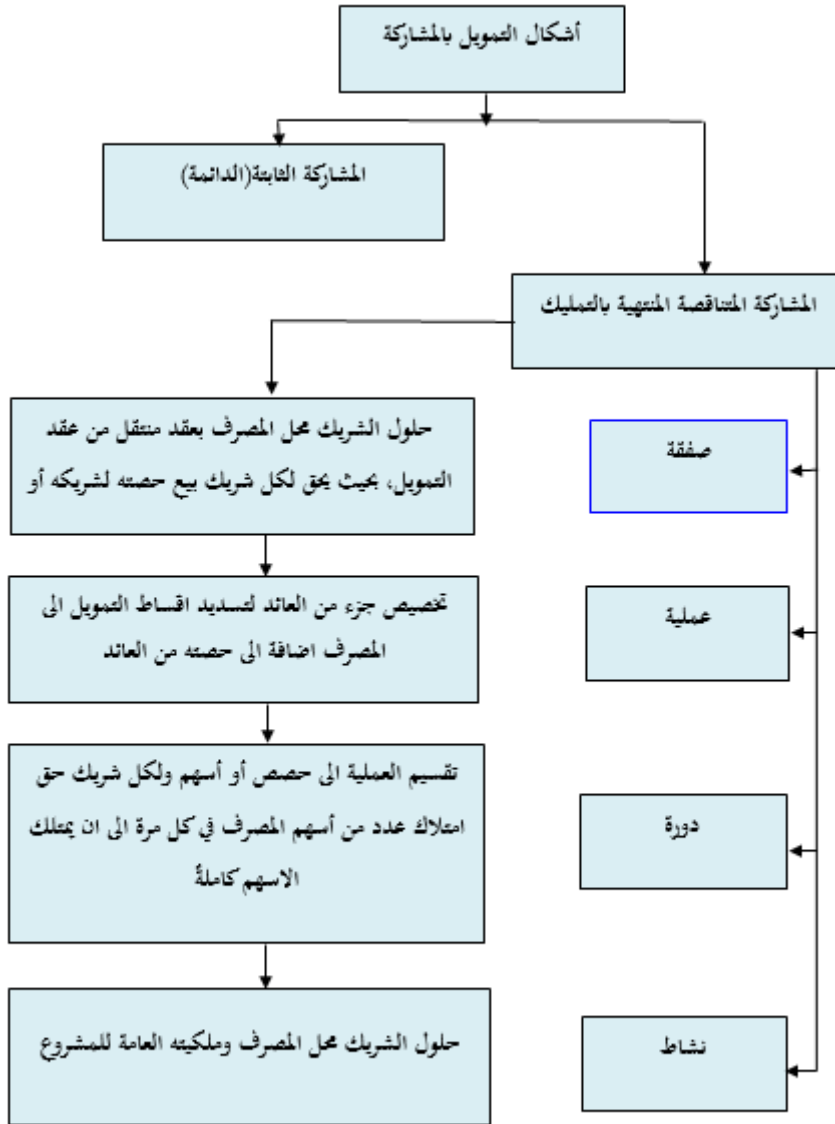 أشكال التمويل بالمشاركة
المشاركة الثابتة(الدائمة)
المشاركة المتناقصة المنتهية بالتمليك
حلول الشريك محل المصرف بعقد منتقل من عقد
التمويل، بحيث يحق لكل شريك بيع حصته لشريكه أو
تخصيص جزء من العائد لتسديد اقساط التمويل الى
المصرف اضافة الى حصته من العائد
تقسيم العملية الى حصص أو أسهم ولكل شريك حق
امتلاك عدد من أسهم المصرف في كل مرة الى ان يمتلك
الاسهم كاملةً
حلول الشريك محل المصرف وملكيته العامة للمشروع
صفقة
عملية
دورة
نشاط